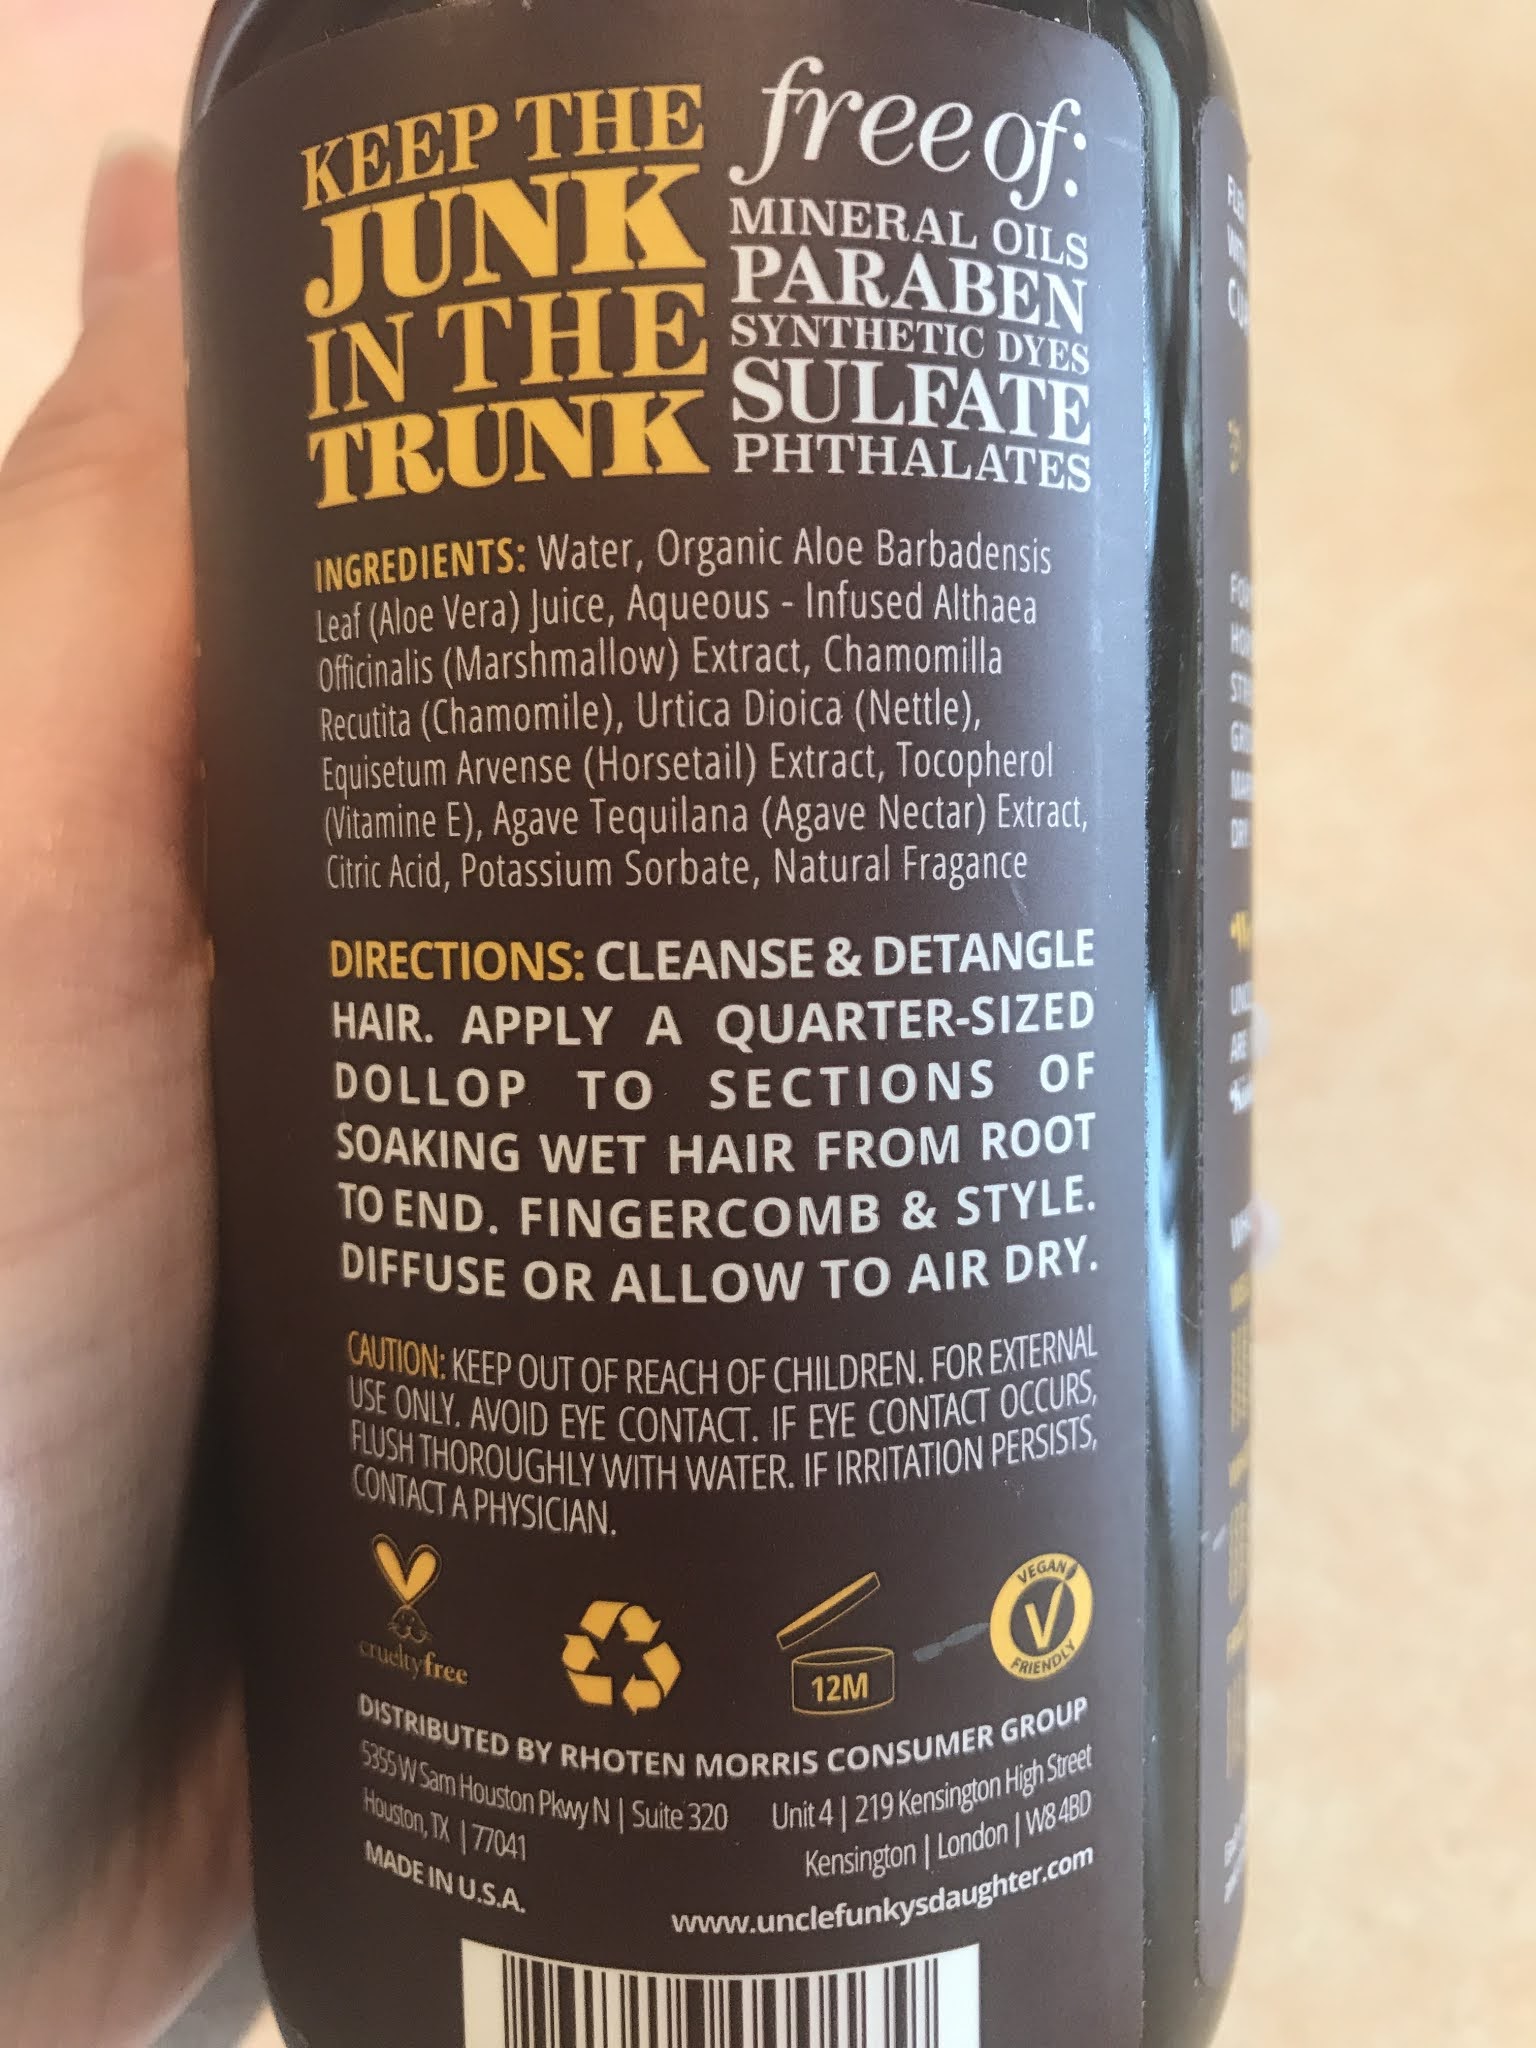 KEEP THE
JUNK
IN THE
TRUNK
free of:
MINERAL OILS
PARABEN
SYNTHETIC DYES
SULFATE
PHTHALATES
INGREDIENTS: Water, Organic Aloe Barbadensis
Leaf (Aloe Vera) Juice, Aqueous - Infused Althaea
Officinalis (Marshmallow) Extract, Chamomilla
Recutita (Chamomile), Urtica Dioica (Nettle),
Equisetum Arvense (Horsetail) Extract, Tocopherol
(Vitamine E), Agave Tequilana (Agave Nectar) Extract,
Citric Acid, Potassium Sorbate, Natural Fragance
DIRECTIONS: CLEANSE & DETANGLE
HAIR. APPLY A QUARTER-SIZED
DOLLOP TO SECTIONS OF
SOAKING WET HAIR FROM ROOT
TO END. FINGERCOMB & STYLE.
DIFFUSE OR ALLOW TO AIR DRY.
CAUTION: KEEP OUT OF REACH OF CHILDREN. FOR EXTERNAL
USE ONLY. AVOID EYE CONTACT. IF EYE CONTACT OCCURS,
FLUSH THOROUGHLY WITH WATER. IF IRRITATION PERSISTS,
CONTACT A PHYSICIAN.
crueltyfree
12M
VEGAN
FRIENDLY
DISTRIBUTED BY RHOTEN MORRIS CONSUMER GROUP
5355 W Sam Houston Pkwy N | Suite 320
Houston, TX | 77041
MADE IN U.S.A.
Unit 4 | 219 Kensington High Street
Kensington | London | W8 4BD
www.unclefunkysdaughter.com